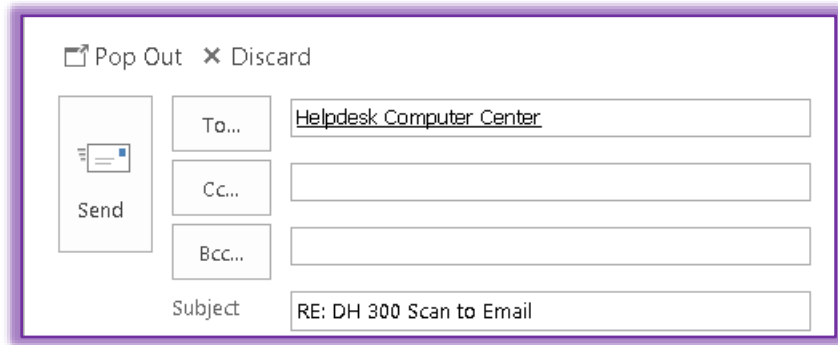 Pop Out Discard
To... Helpdesk Computer Center
Cc...
Send
Bcc...
Subject RE: DH 300 Scan to Email